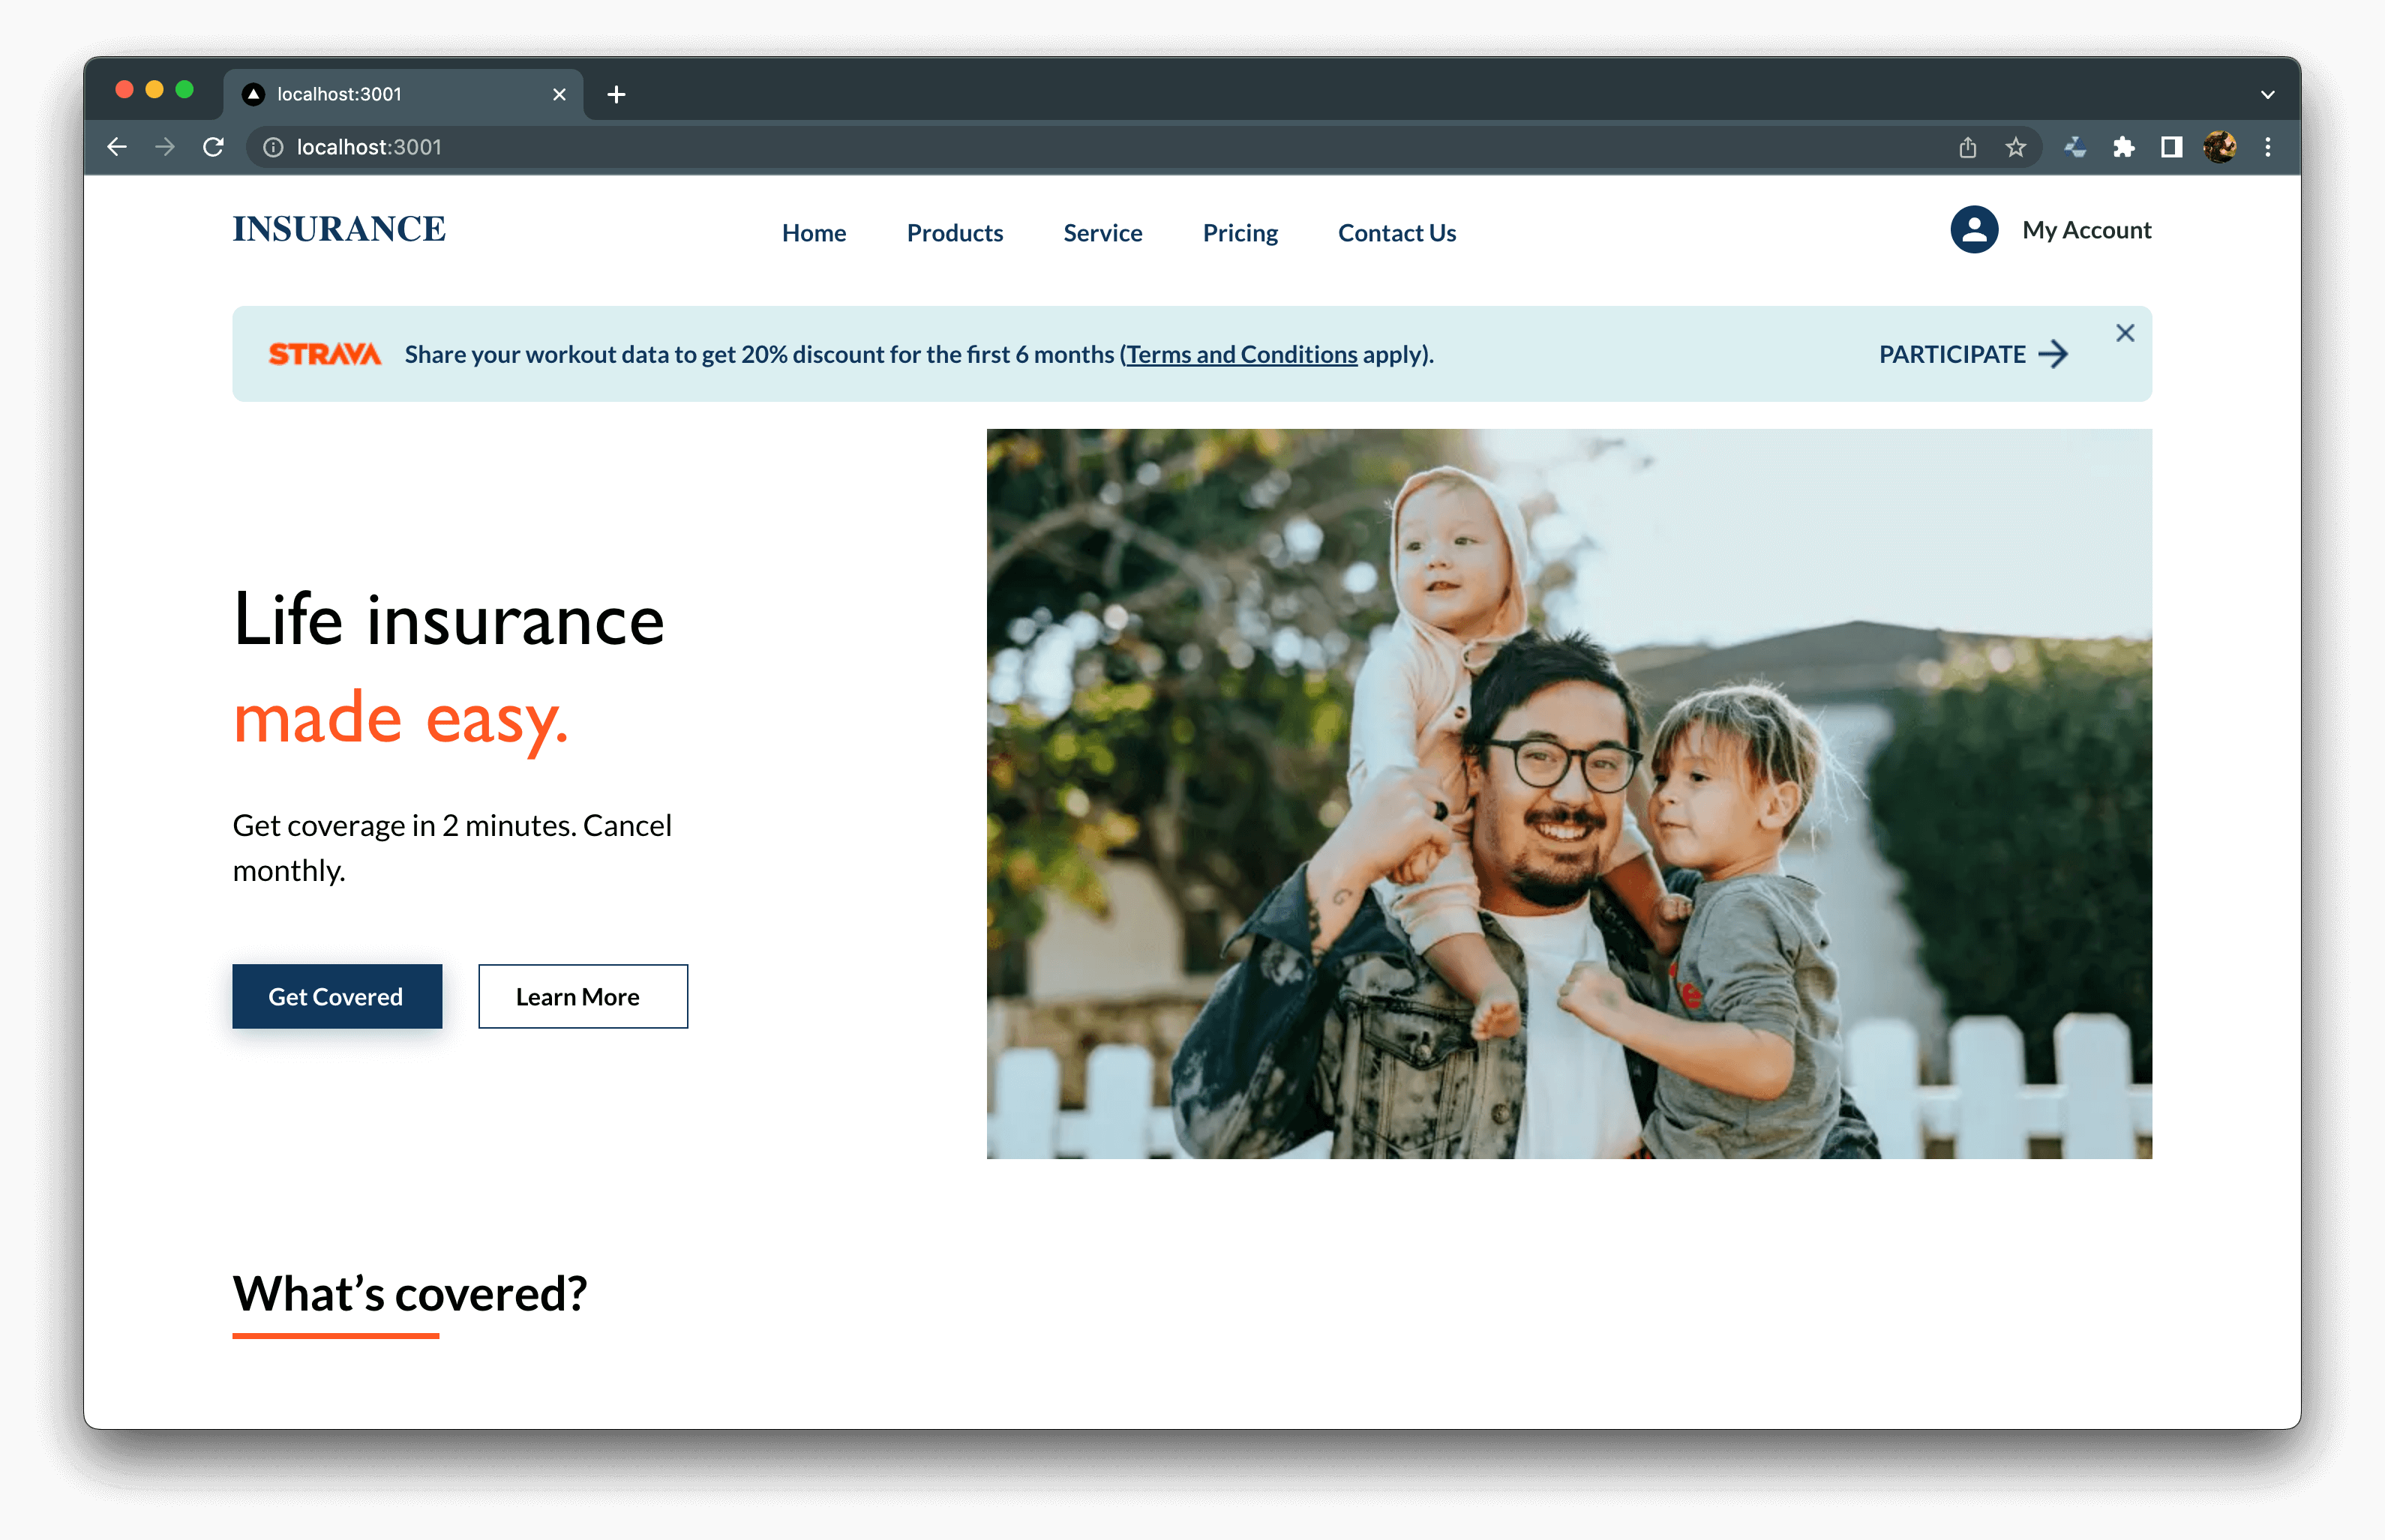 localhost:3001
localhost:3001
INSURANCE
Home Products Service Pricing Contact Us
My Account
STRAVA Share your workout data to get 20% discount for the first 6 months (Terms and Conditions apply). PARTICIPATE
Life insurance
made easy.
Get coverage in 2 minutes. Cancel
monthly.
Get Covered Learn More
What’s covered?